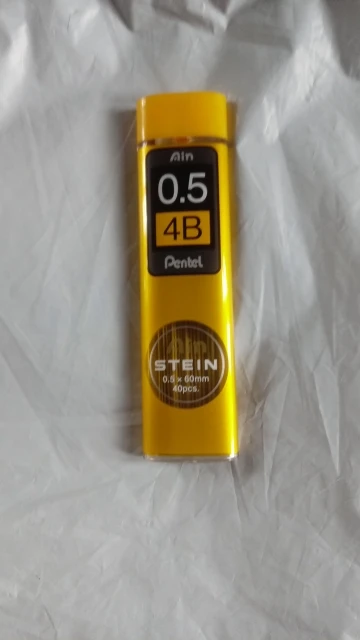 Ain
0.5
4B
Pentel
Ain
STEIN
0.5 × 60mm
40pcs.